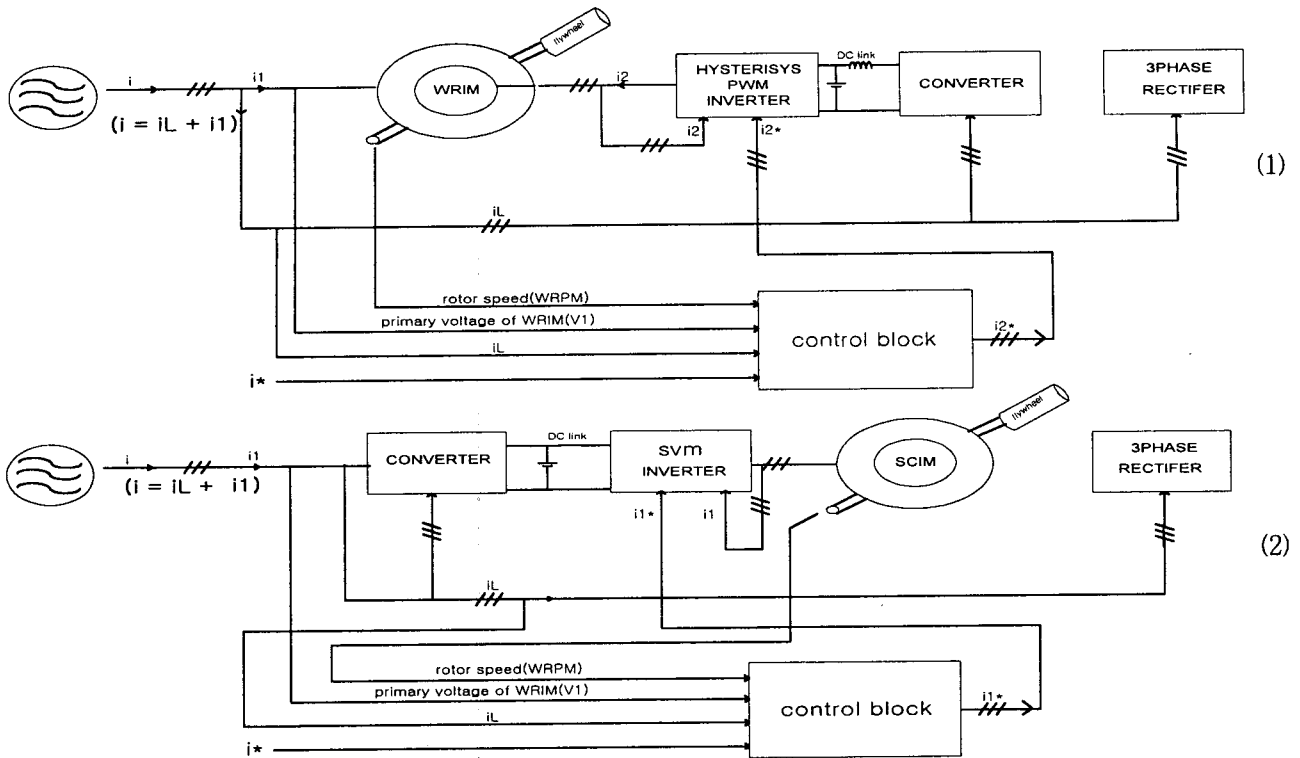 flywheel
DC link
i
i1
WRIM
i2
HYSTERISYS
PWM
INVERTER
CONVERTER
3PHASE
RECTIFER
(i = iL + i1)
i2
i2*
(1)
iL
rotor speed(WRPM)
primary voltage of WRIM(V1)
iL
i*
control block
i2*
flywheel
DC link
i
i1
CONVERTER
svm
INVERTER
SCIM
3PHASE
RECTIFER
(i = iL + i1)
i1*
i1
(2)
iL
rotor speed(WRPM)
primary voltage of WRIM(V1)
iL
i*
control block
i1*